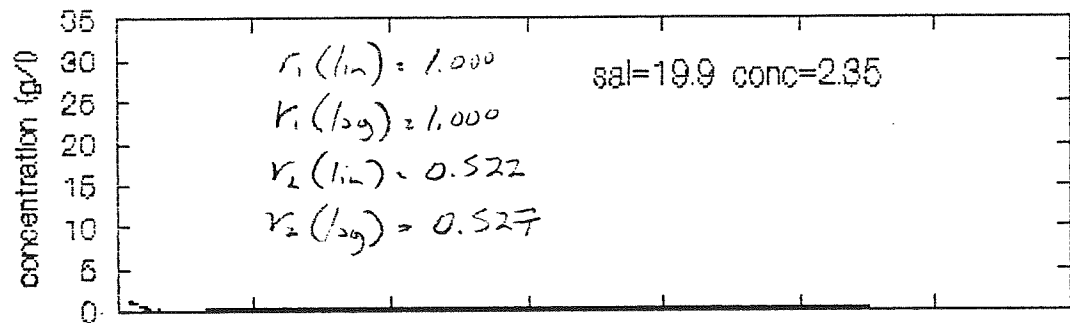 concentration (g/l)
35
30
25
20
15
10
5
0
r₁ (lin) = 1.000
r₁ (log) = 1.000
r₂ (lin) = 0.522
r₂ (log) = 0.527
sal=19.9 conc=2.35